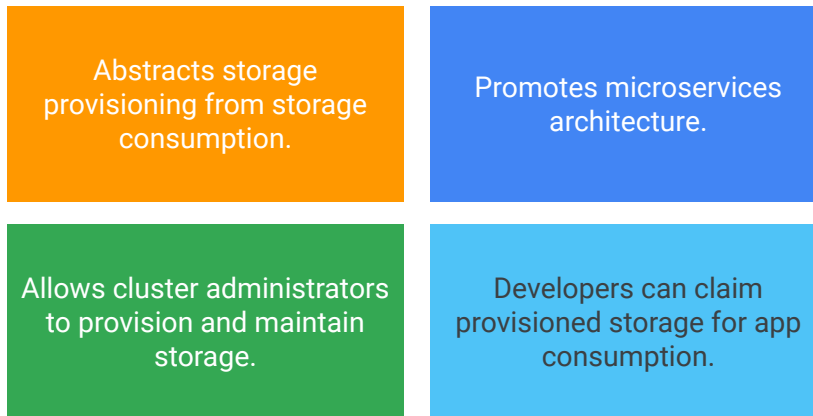 Abstracts storage
provisioning from storage
consumption.
Promotes microservices
architecture.
Allows cluster administrators
to provision and maintain
storage.
Developers can claim
provisioned storage for app
consumption.